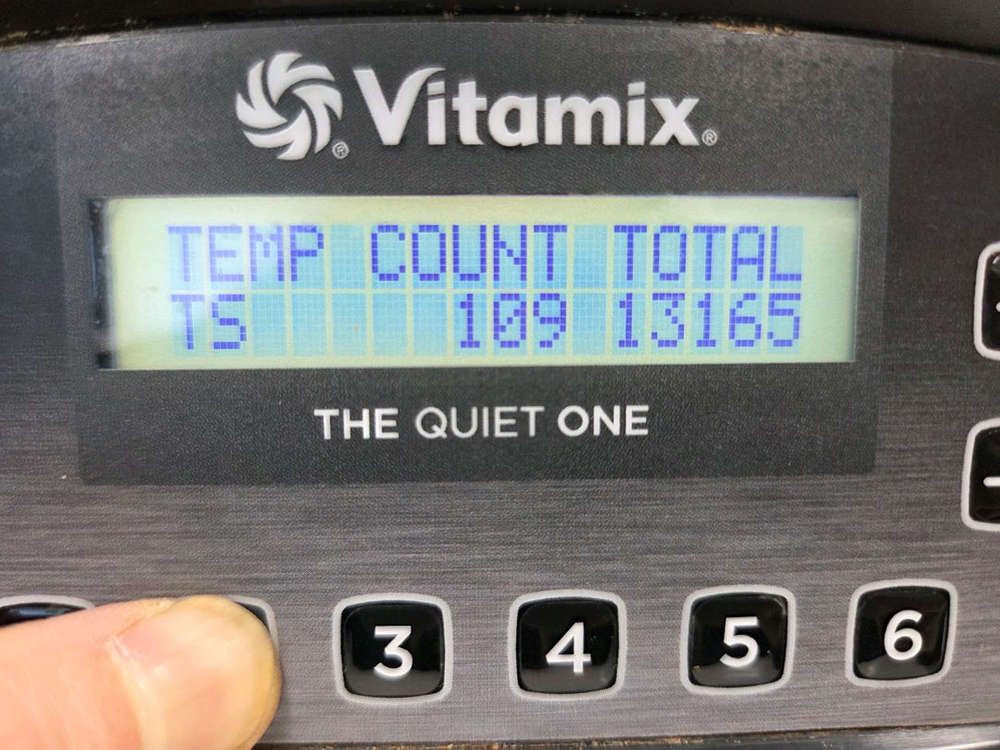 Vitamix®
TEMP COUNT TOTAL
TS 109 13165
THE QUIET ONE
3 4 5 6